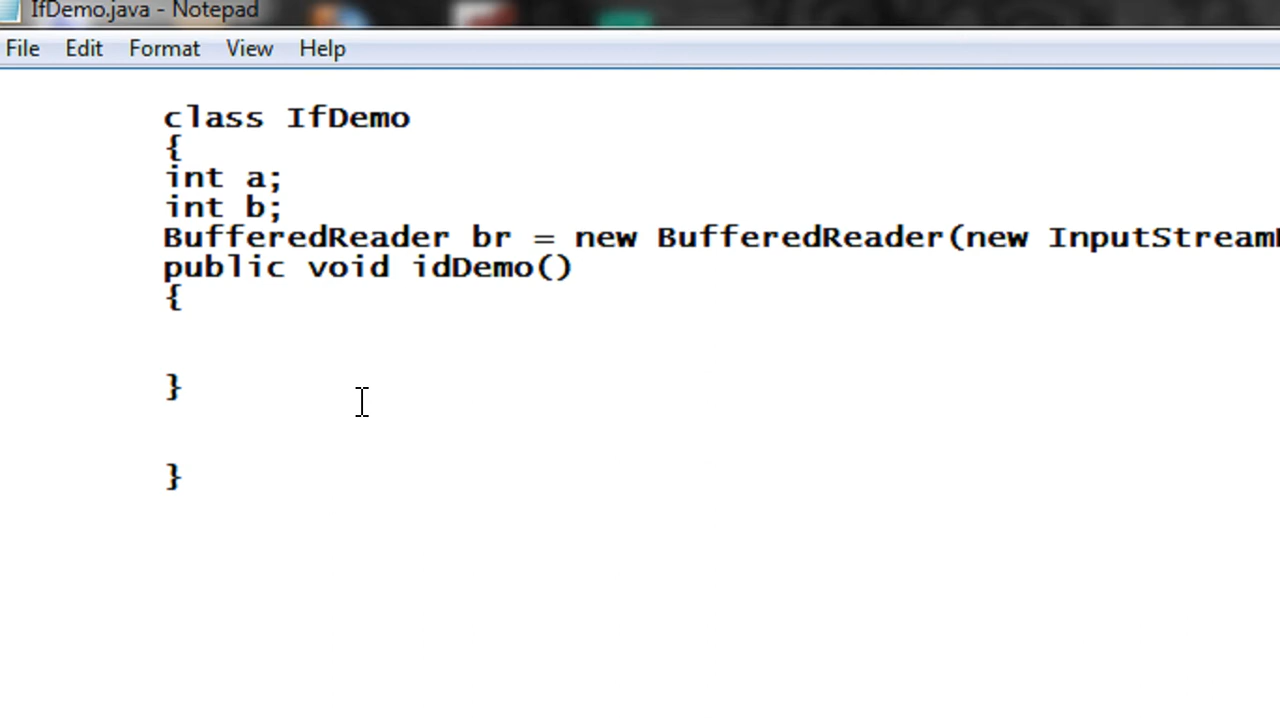 IfDemo.java - Notepad
File Edit Format View Help
class IfDemo
{
int a;
int b;
BufferedReader br = new BufferedReader(new InputStream
public void idDemo()
{
}
}